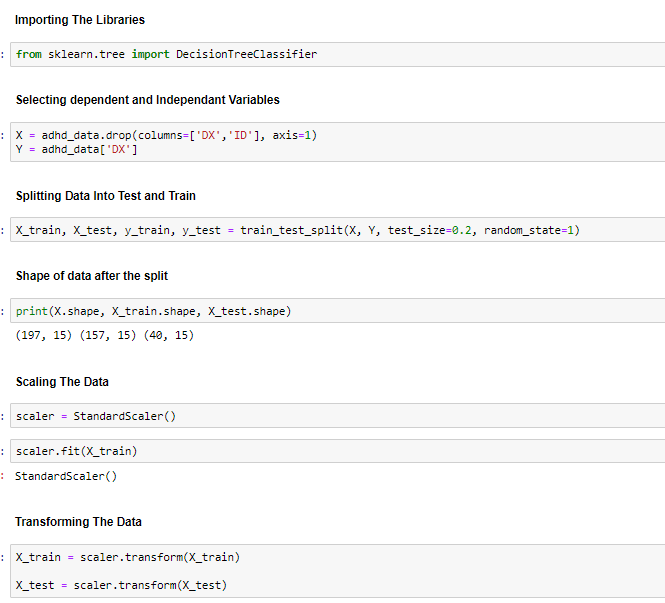 Importing The Libraries
: from sklearn.tree import DecisionTreeClassifier
Selecting dependent and Independant Variables
: X = adhd_data.drop(columns=['DX','ID'], axis=1)
Y = adhd_data['DX']
Splitting Data Into Test and Train
: X_train, X_test, y_train, y_test = train_test_split(X, Y, test_size=0.2, random_state=1)
Shape of data after the split
: print(X.shape, X_train.shape, X_test.shape)
(197, 15) (157, 15) (40, 15)
Scaling The Data
: scaler = StandardScaler()
: scaler.fit(X_train)
: StandardScaler()
Transforming The Data
: X_train = scaler.transform(X_train)
X_test = scaler.transform(X_test)